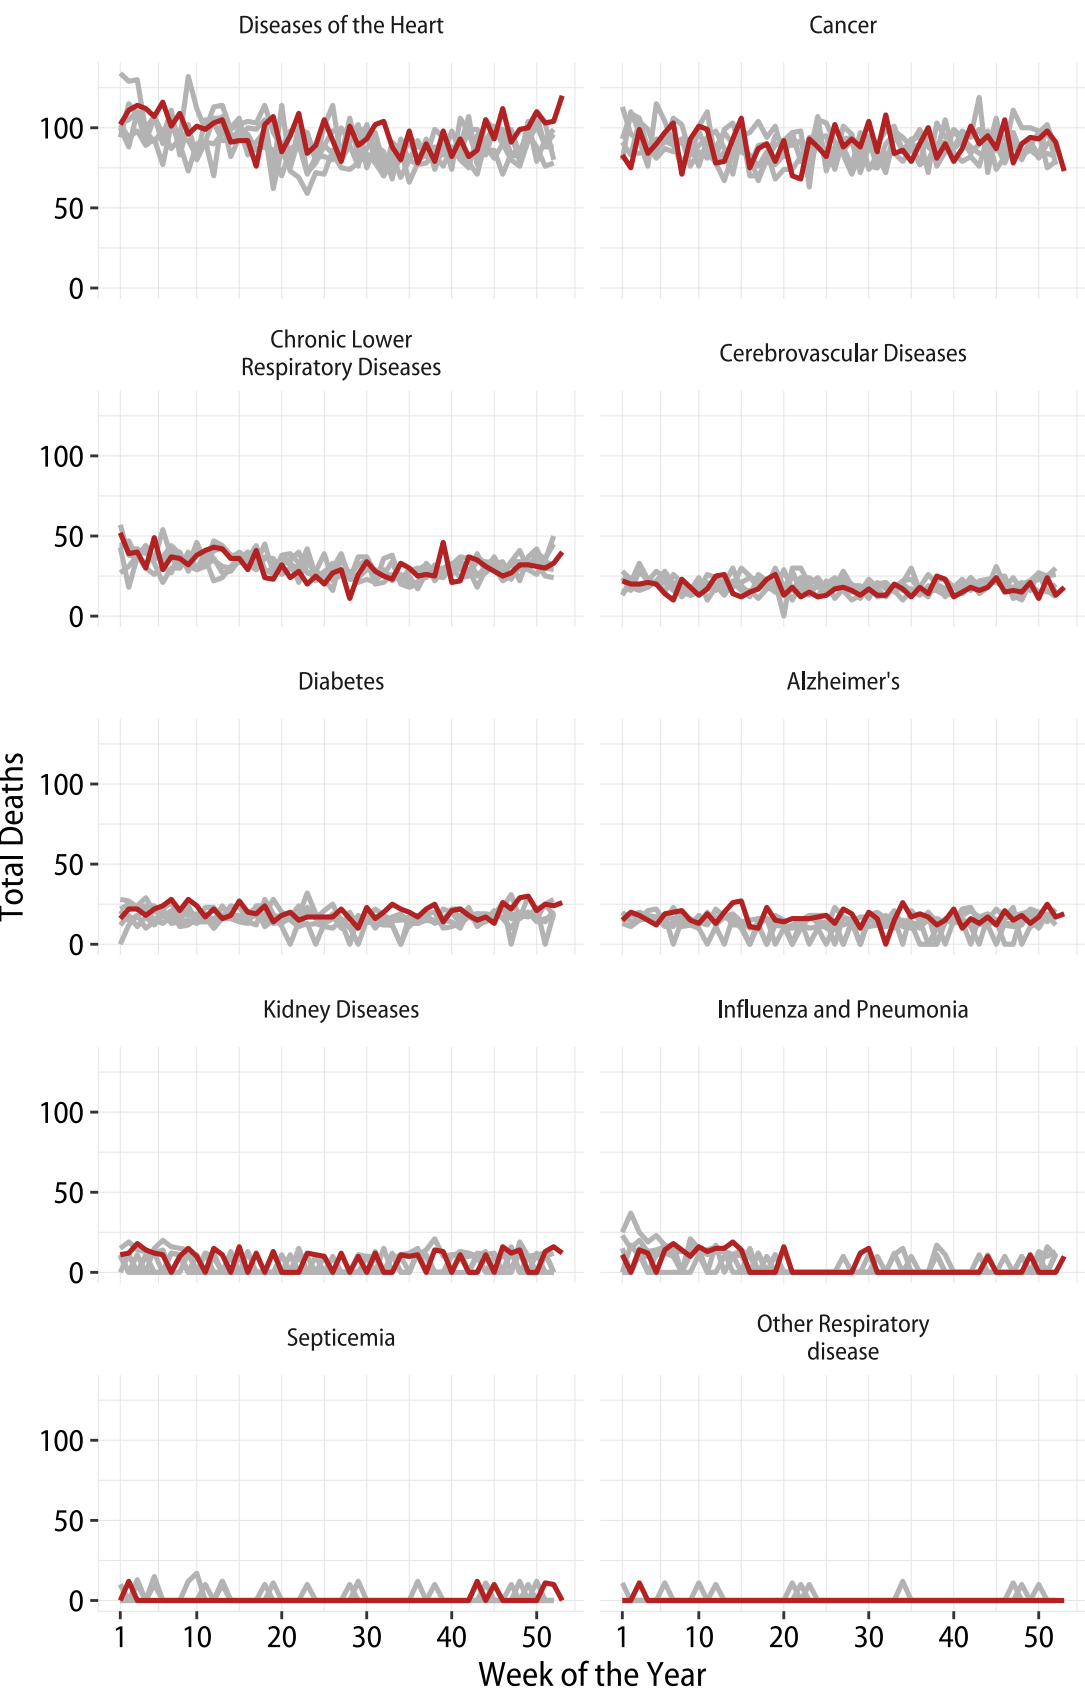 Diseases of the Heart
Cancer
100
50
0
Chronic Lower
Respiratory Diseases
Cerebrovascular Diseases
100
50
0
Diabetes
Alzheimer's
100
50
0
Total Deaths
Kidney Diseases
Influenza and Pneumonia
100
50
0
Septicemia
Other Respiratory
disease
100
50
0
1 10 20 30 40 50
1 10 20 30 40 50
Week of the Year